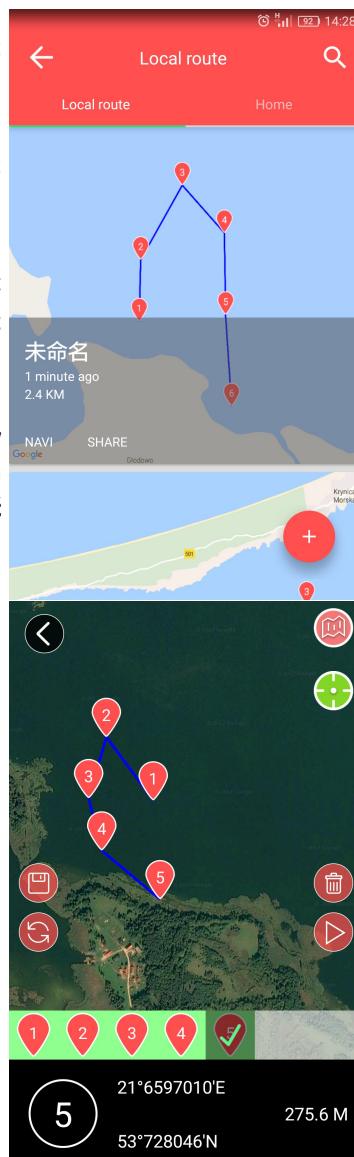 92 14:28
Local route
Local route Home
3
4
2
5
1
未命名
1 minute ago
2.4 KM
6
NAVI SHARE
Google
Głodowo
Krynica
Morska
501
+
3
2
3
1
4
5
1 2 3 4 5
21°6597010'E
5
275.6 M
53°728046'N